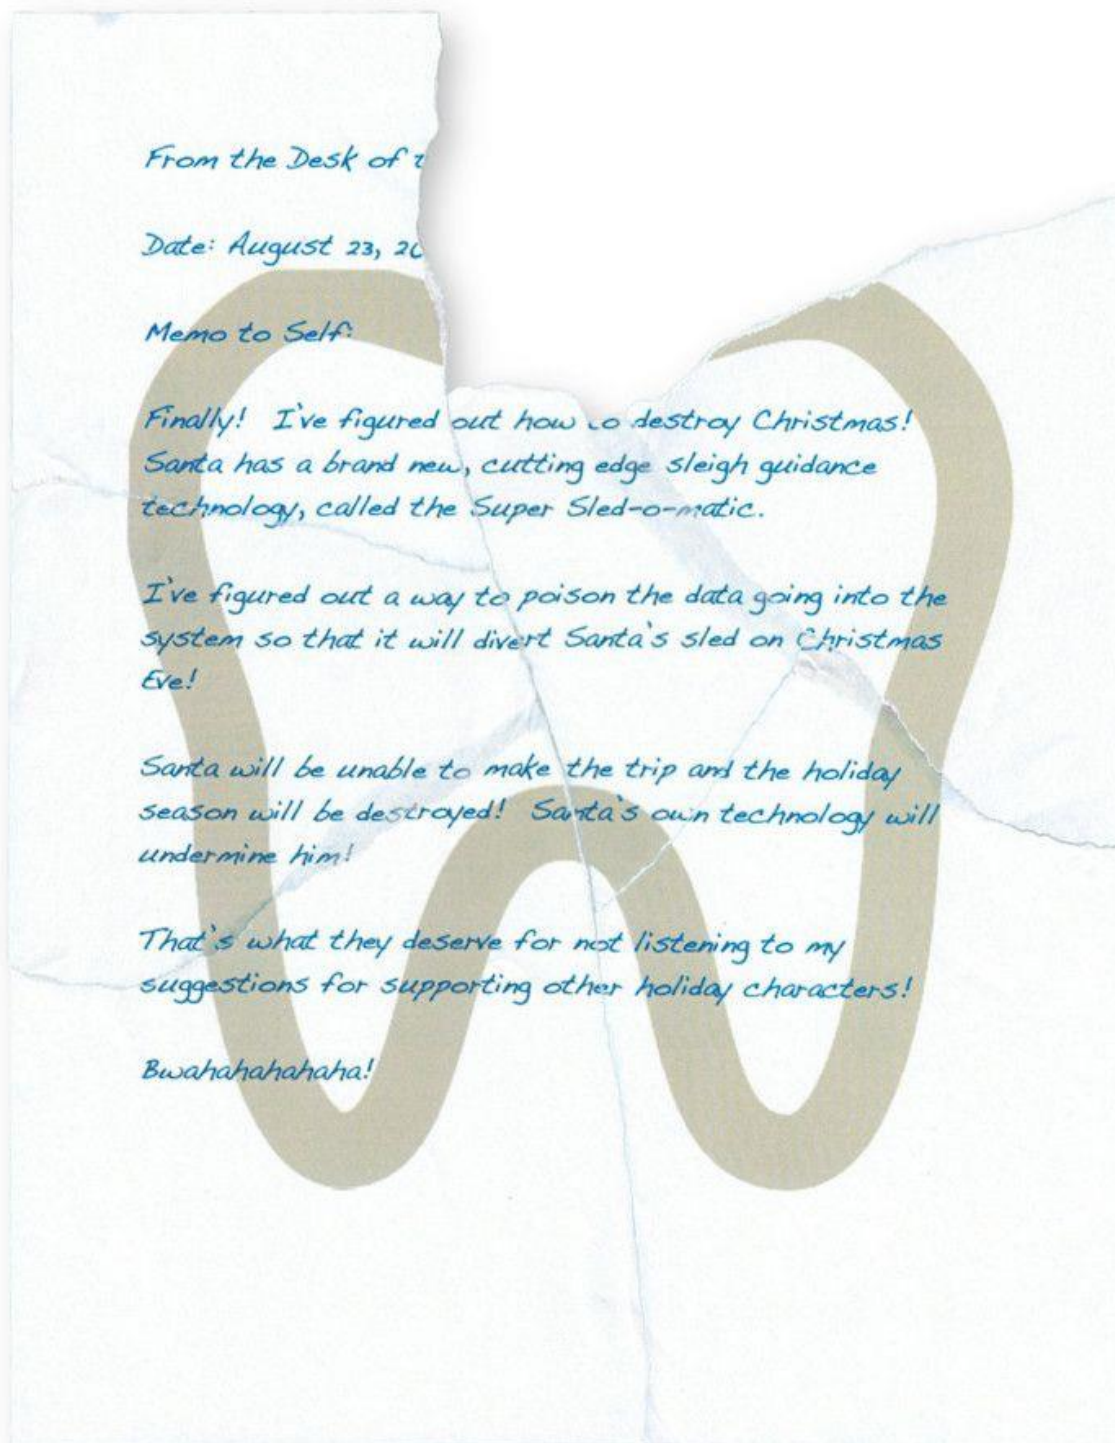 From the Desk of
Date: August 23, 20
Memo to Self:
Finally! I've figured out how to destroy Christmas!
Santa has a brand new, cutting edge sleigh guidance
technology, called the Super Sled-o-matic.
I've figured out a way to poison the data going into the
system so that it will divert Santa's sled on Christmas
Eve!
Santa will be unable to make the trip and the holiday
season will be destroyed! Santa's own technology will
undermine him!
That's what they deserve for not listening to my
suggestions for supporting other holiday characters!
Bwahahahahaha!